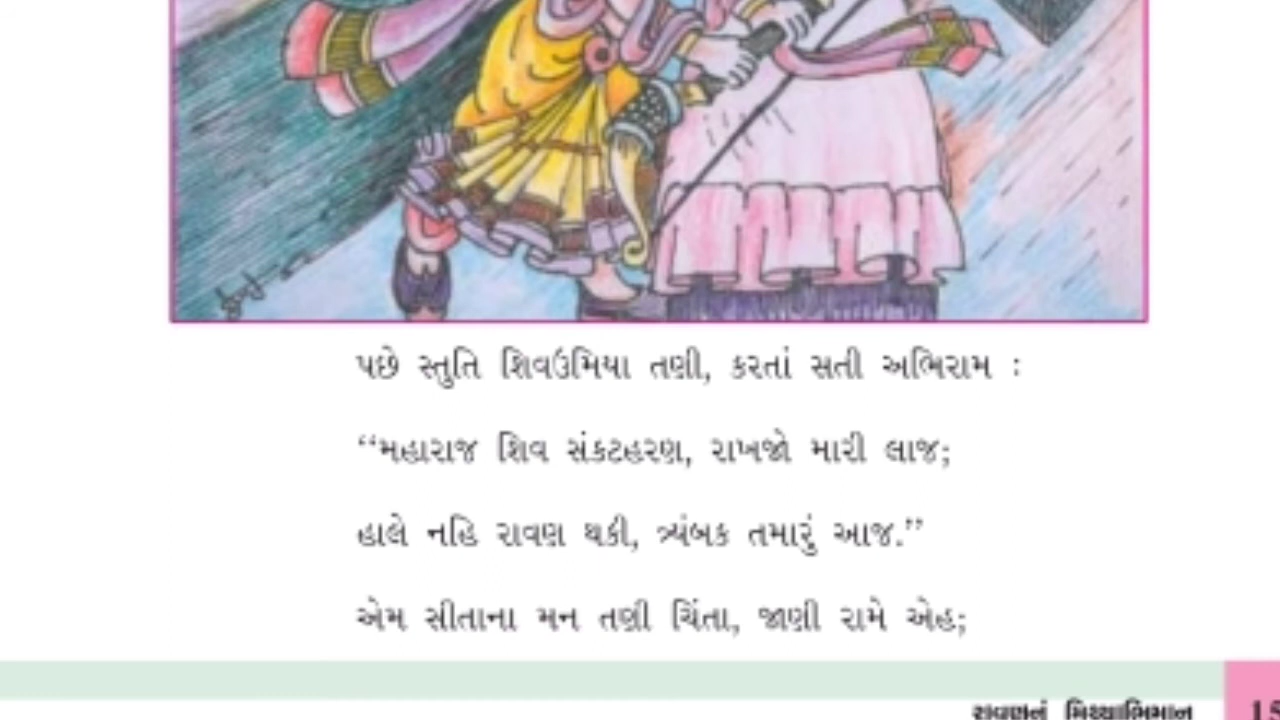 પછે સ્તુતિ શિવઉમિયા તણી, કરતાં સતી અભિરામ :
“મહારાજ શિવ સંકટહરણ, રાખજો મારી લાજ;
હાલે નહિ રાવણ થકી, ત્ર્યંબક તમારું આજ.”
એમ સીતાના મન તણી ચિંતા, જાણી રામે એહ;
રાવણનું મિથ્યાભિમાન